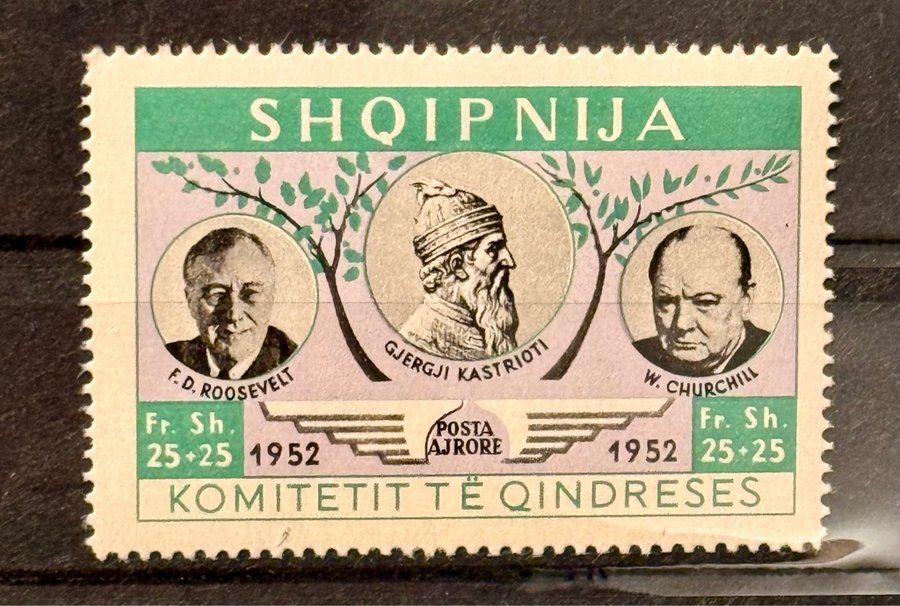 SHQIPNIJA
F. D. ROOSEVELT
GJERGJI KASTRIOTI
W. CHURCHILL
Fr. Sh.
25+25
1952
POSTA
AJRORE
1952
Fr. Sh.
25+25
KOMITETIT TË QINDRESES